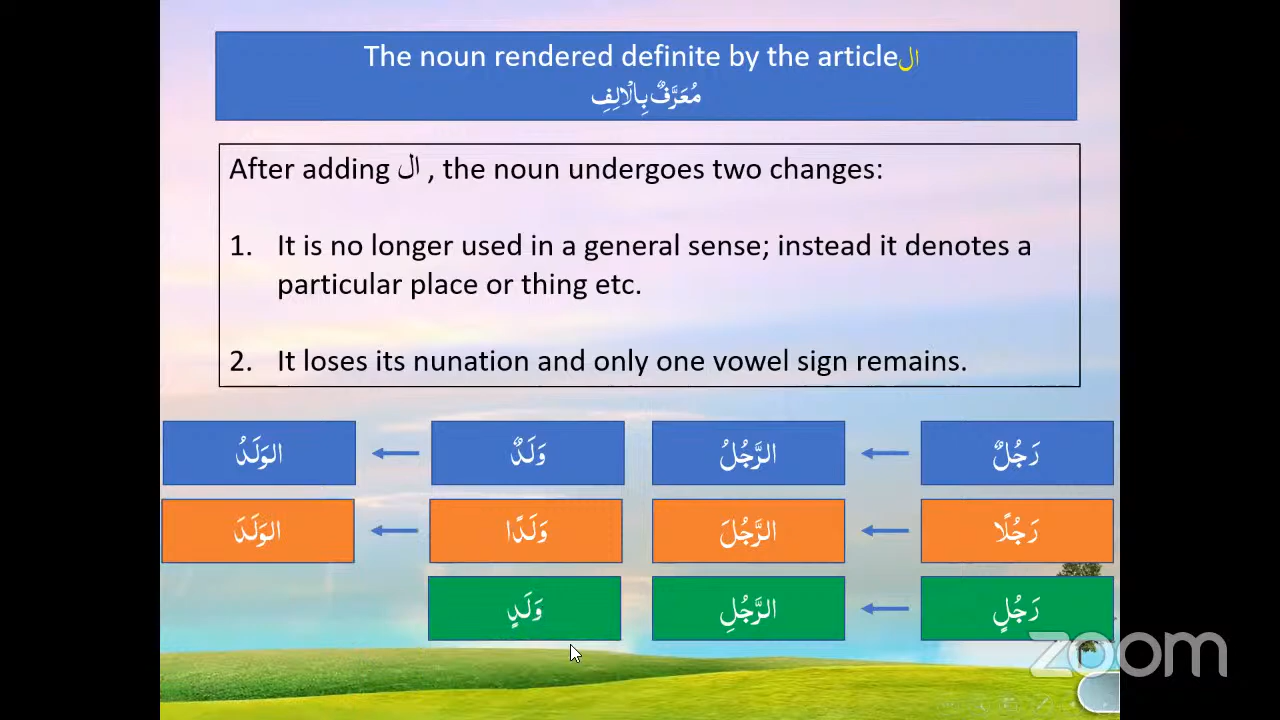 The noun rendered definite by the article ال
مُعَرَّفٌ بِالْالِفِ
After adding ال , the noun undergoes two changes:
1. It is no longer used in a general sense; instead it denotes a
particular place or thing etc.
2. It loses its nunation and only one vowel sign remains.
رَجُلٌ ← الرَّجُلُ وَلَدٌ ← الوَلَدُ
رَجُلًا ← الرَّجُلَ وَلَدًا ← الوَلَدَ
رَجُلٍ ← الرَّجُلِ وَلَدٍ
zoom